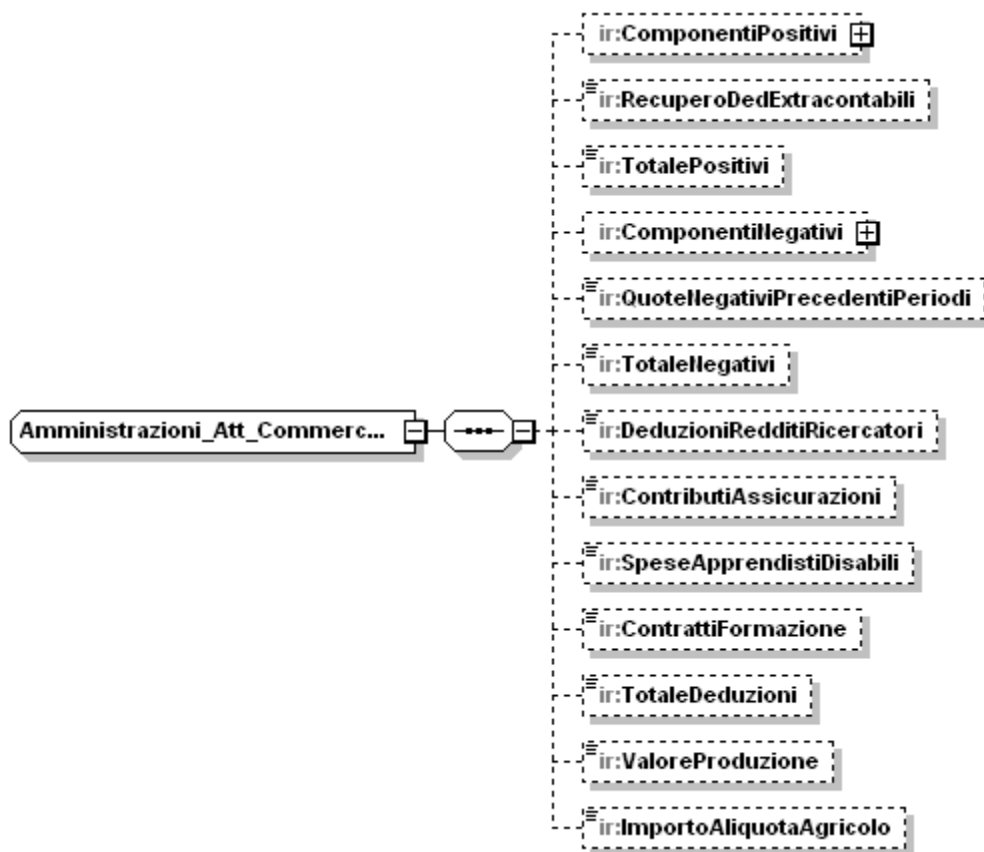 ir:ComponentiPositivi
ir:RecuperoDedExtracontabili
ir:TotalePositivi
ir:ComponentiNegativi
ir:QuoteNegativiPrecedentiPeriodi
ir:TotaleNegativi
Amministrazioni_Att_Commerc...
ir:DeduzioniRedditiRicercatori
ir:ContributiAssicurazioni
ir:SpeseApprendistiDisabili
ir:ContrattiFormazione
ir:TotaleDeduzioni
ir:ValoreProduzione
ir:ImportoAliquotaAgricolo